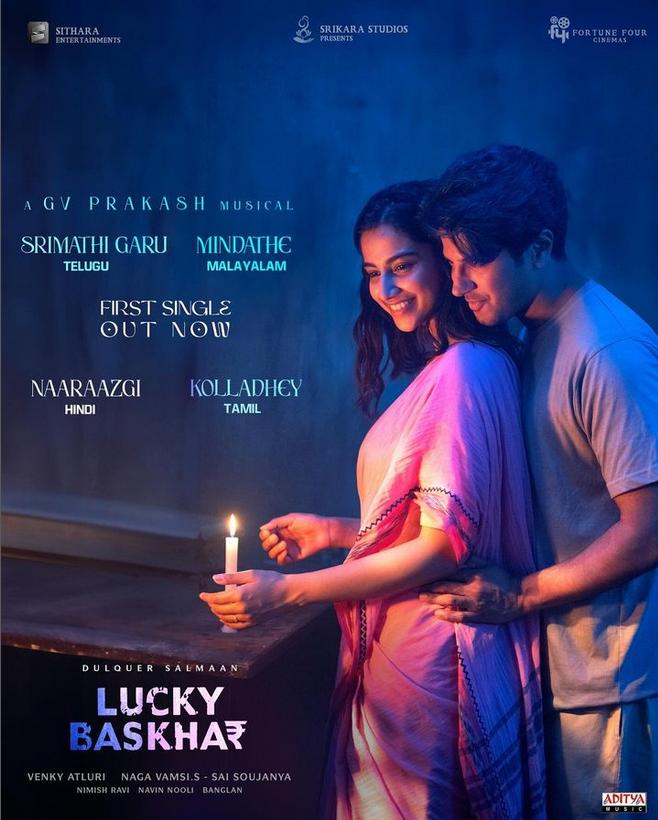 SITHARA
ENTERTAINMENTS
SRIKARA STUDIOS
PRESENTS
FORTUNE FOUR
CINEMAS
A GV PRAKASH MUSICAL
SRIMATHI GARU
TELUGU
MINDATHE
MALAYALAM
FIRST SINGLE
OUT NOW
NAARAAZGI
HINDI
KOLLADHEY
TAMIL
DULQUER SALMAAN
LUCKY
BASKHA₹
VENKY ATLURI NAGA VAMSI.S - SAI SOUJANYA
NIMISH RAVI NAVIN NOOLI BANGLAN
ADITYA
MUSIC